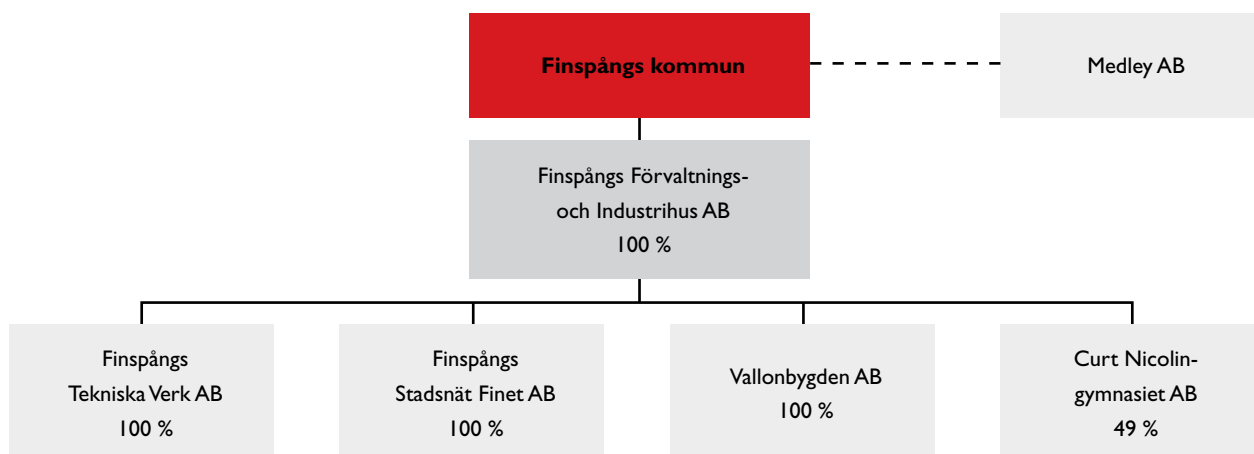 Finspångs kommun
Medley AB
Finspångs Förvaltnings-
och Industrihus AB
100 %
Finspångs
Tekniska Verk AB
100 %
Finspångs
Stadsnät Finet AB
100 %
Vallonbygden AB
100 %
Curt Nicolin-
gymnasiet AB
49 %